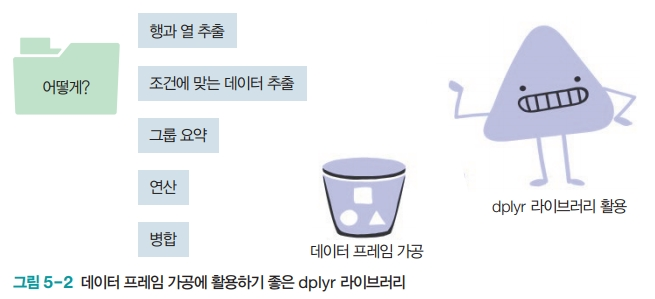 어떻게?
행과 열 추출
조건에 맞는 데이터 추출
그룹 요약
연산
병합
데이터 프레임 가공
dplyr 라이브러리 활용
그림 5-2 데이터 프레임 가공에 활용하기 좋은 dplyr 라이브러리